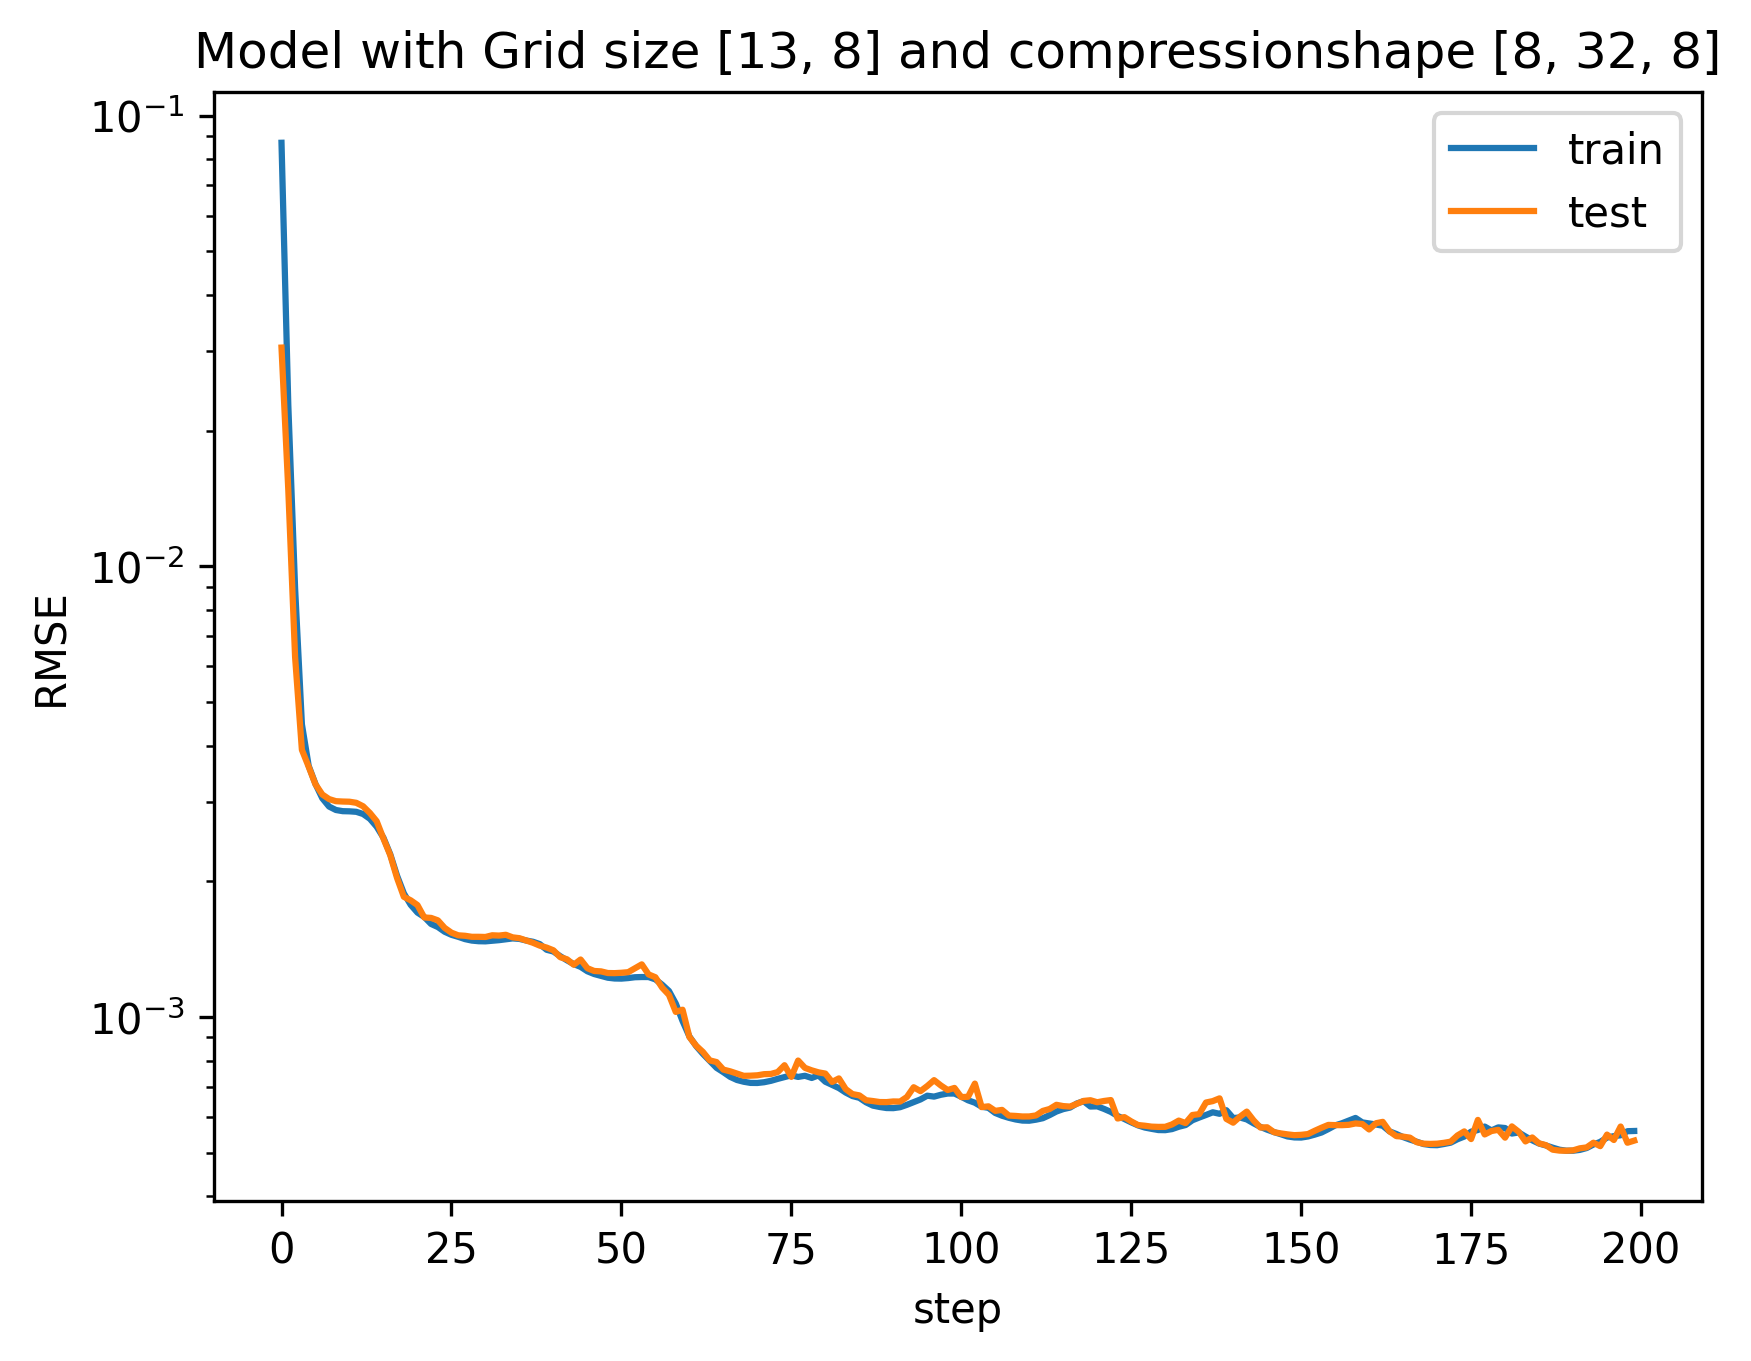 Model with Grid size [13, 8] and compressionshape [8, 32, 8]
10⁻¹
train
test
10⁻²
RMSE
10⁻³
0 25 50 75 100 125 150 175 200
step